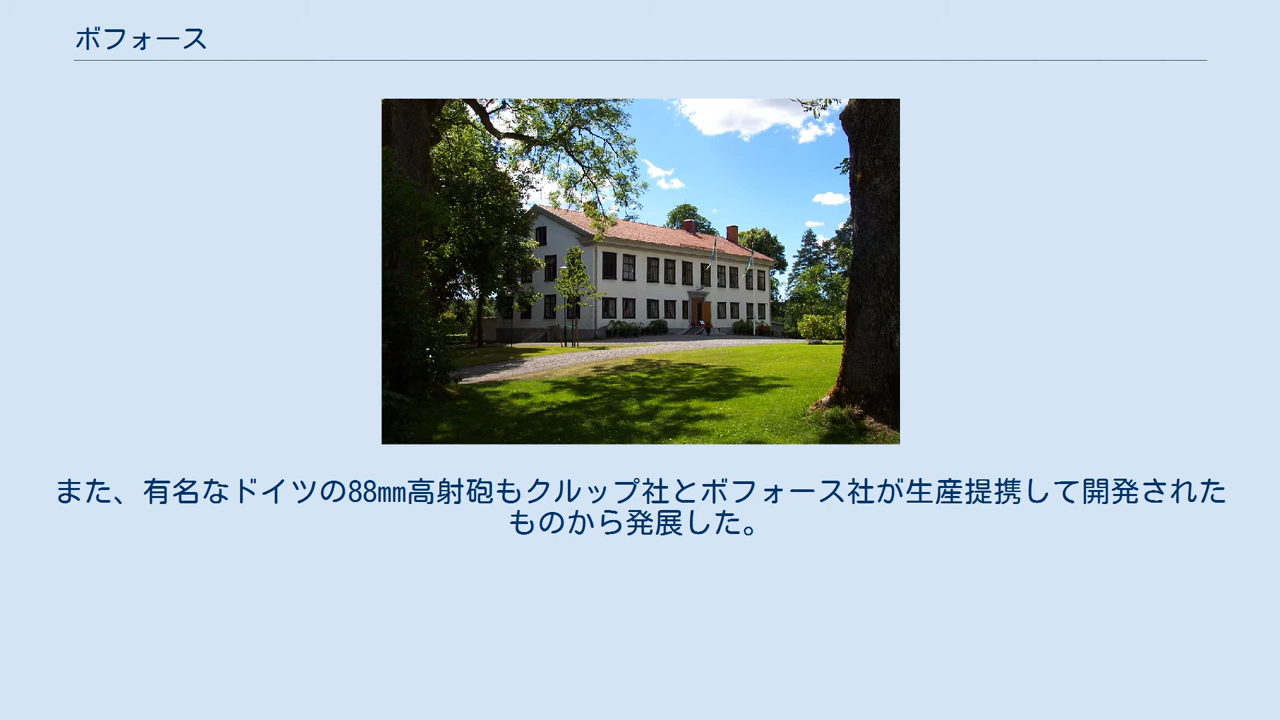 ボフォース
また、有名なドイツの88mm高射砲もクルップ社とボフォース社が生産提携して開発された
ものから発展した。